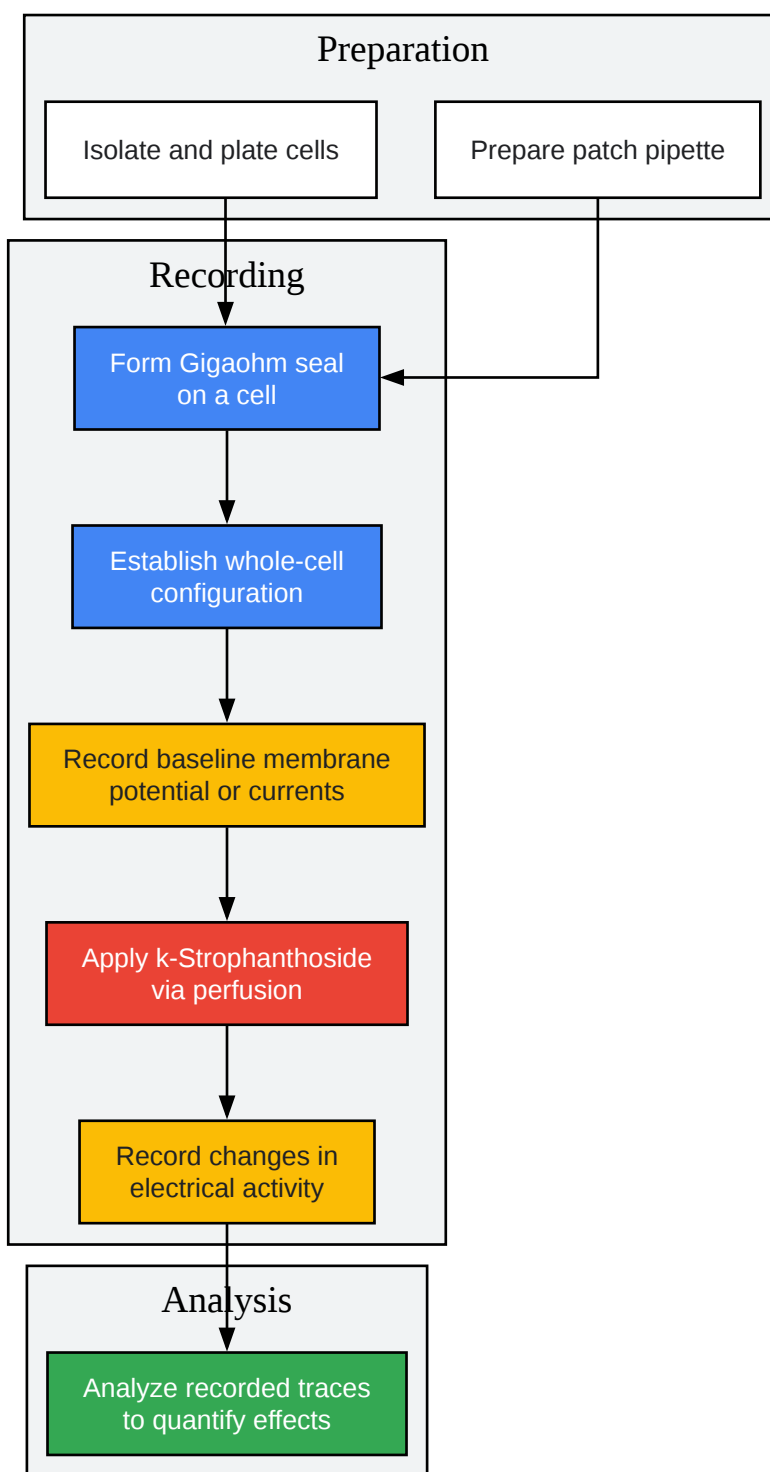 Preparation
Isolate and plate cells
Prepare patch pipette
Recording
Form Gigaohm seal
on a cell
Establish whole-cell
configuration
Record baseline membrane
potential or currents
Apply k-Strophanthoside
via perfusion
Record changes in
electrical activity
Analysis
Analyze recorded traces
to quantify effects